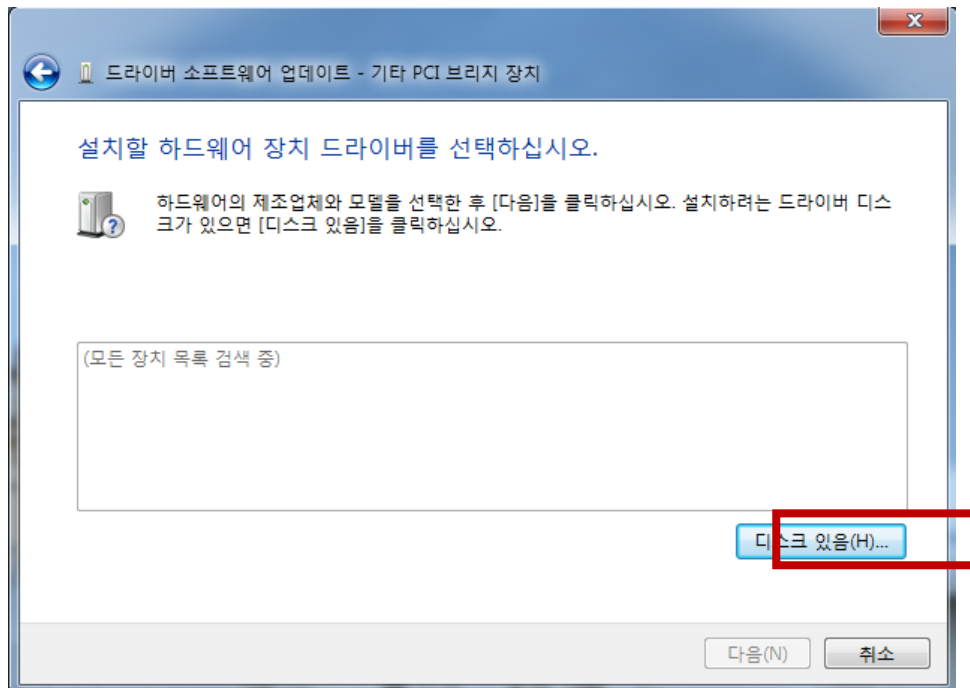 드라이버 소프트웨어 업데이트 - 기타 PCI 브리지 장치
설치할 하드웨어 장치 드라이버를 선택하십시오.
하드웨어의 제조업체와 모델을 선택한 후 [다음]을 클릭하십시오. 설치하려는 드라이버 디스
크가 있으면 [디스크 있음]을 클릭하십시오.
(모든 장치 목록 검색 중)
디스크 있음(H)...
다음(N)
취소